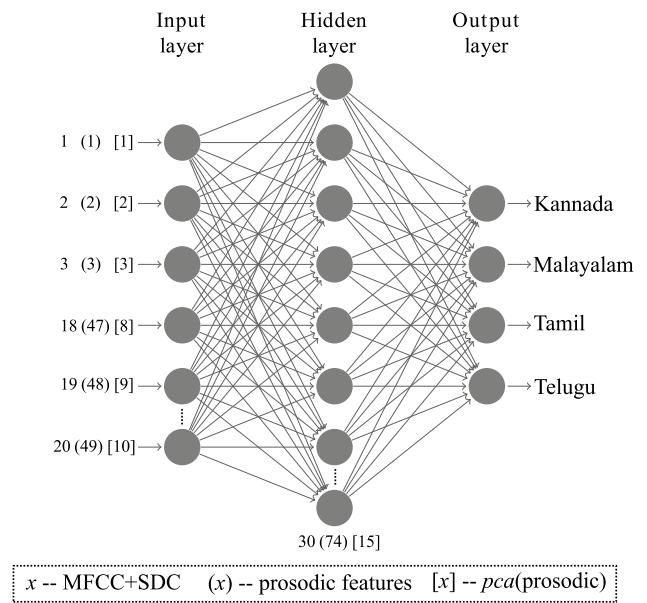 Input layer
Hidden layer
Output layer
1 (1) [1]
2 (2) [2]
Kannada
3 (3) [3]
Malayalam
18 (47) [8]
Tamil
19 (48) [9]
Telugu
20 (49) [10]
30 (74) [15]
x -- MFCC+SDC (x) -- prosodic features [x] -- pca(prosodic)